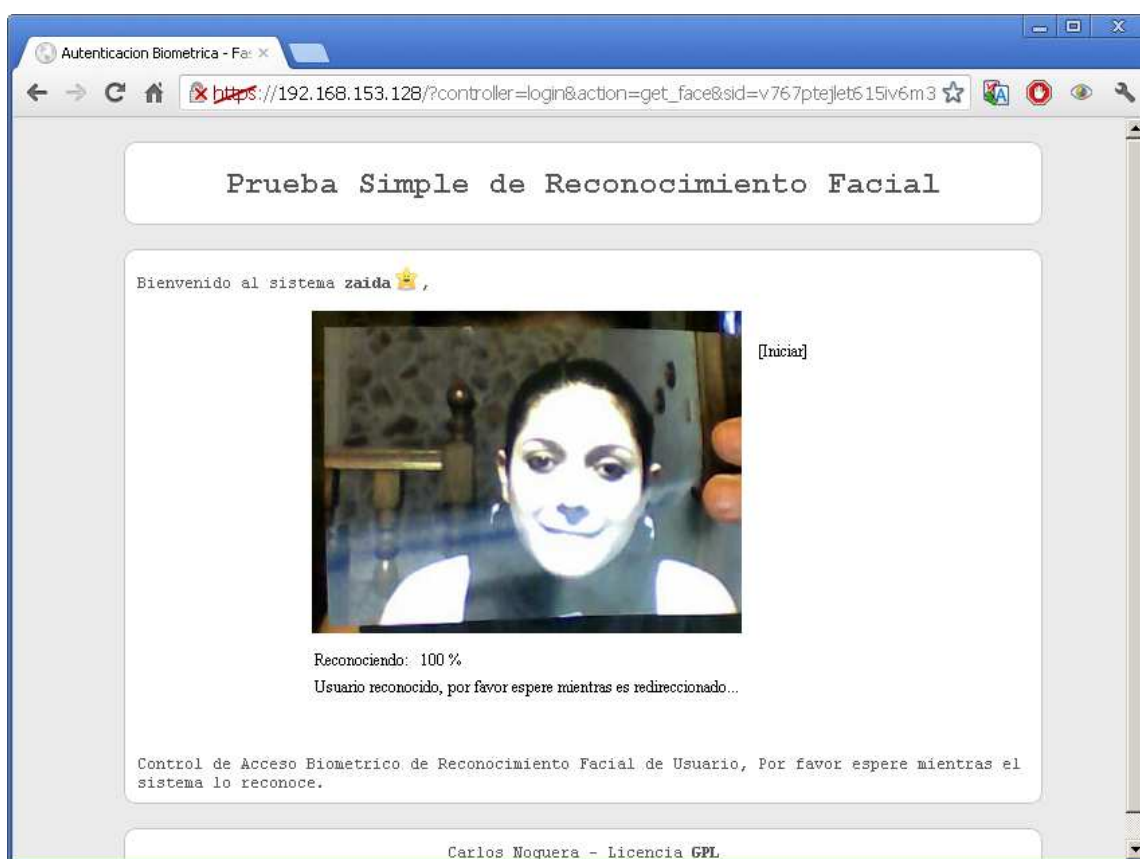 Autenticacion Biometrica - Fa
https://192.168.153.128/?controller=login&action=get_face&sid=v767ptejlet615iv6m3
Prueba Simple de Reconocimiento Facial
Bienvenido al sistema zaida ,
[Iniciar]
Reconociendo: 100 %
Usuario reconocido, por favor espere mientras es redireccionado...
Control de Acceso Biometrico de Reconocimiento Facial de Usuario, Por favor espere mientras el
sistema lo reconoce.
Carlos Noguera - Licencia GPL